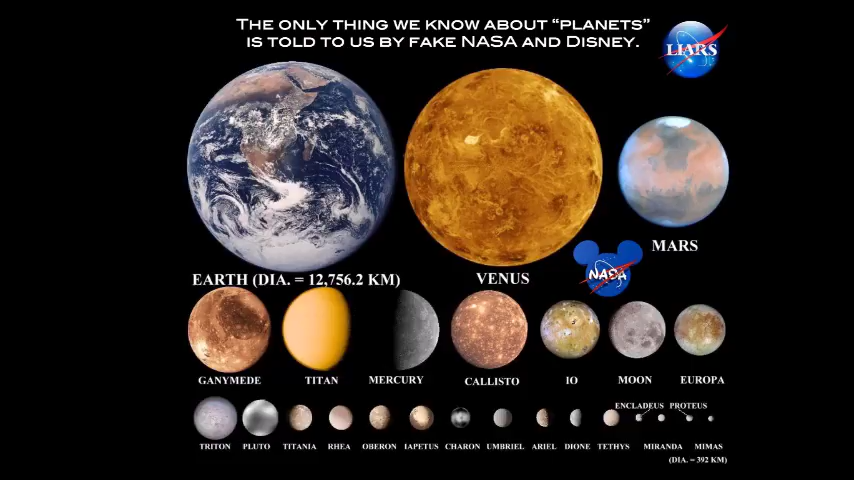 THE ONLY THING WE KNOW ABOUT “PLANETS”
IS TOLD TO US BY FAKE NASA AND DISNEY.
LIARS
MARS
NASA
EARTH (DIA. = 12,756.2 KM)
VENUS
GANYMEDE TITAN MERCURY CALLISTO IO MOON EUROPA
ENCLADEUS PROTEUS
TRITON PLUTO TITANIA RHEA OBERON IAPETUS CHARON UMBRIEL ARIEL DIONE TETHYS MIRANDA MIMAS
(DIA. = 392 KM)